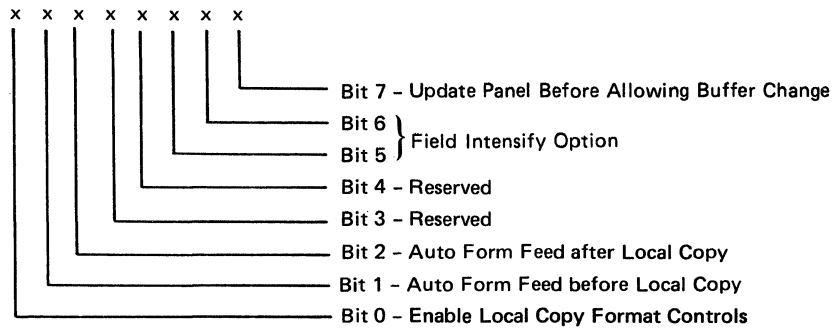 x x x x x x x x
Bit 7 – Update Panel Before Allowing Buffer Change
Bit 6
Field Intensify Option
Bit 5
Bit 4 – Reserved
Bit 3 – Reserved
Bit 2 – Auto Form Feed after Local Copy
Bit 1 – Auto Form Feed before Local Copy
Bit 0 – Enable Local Copy Format Controls